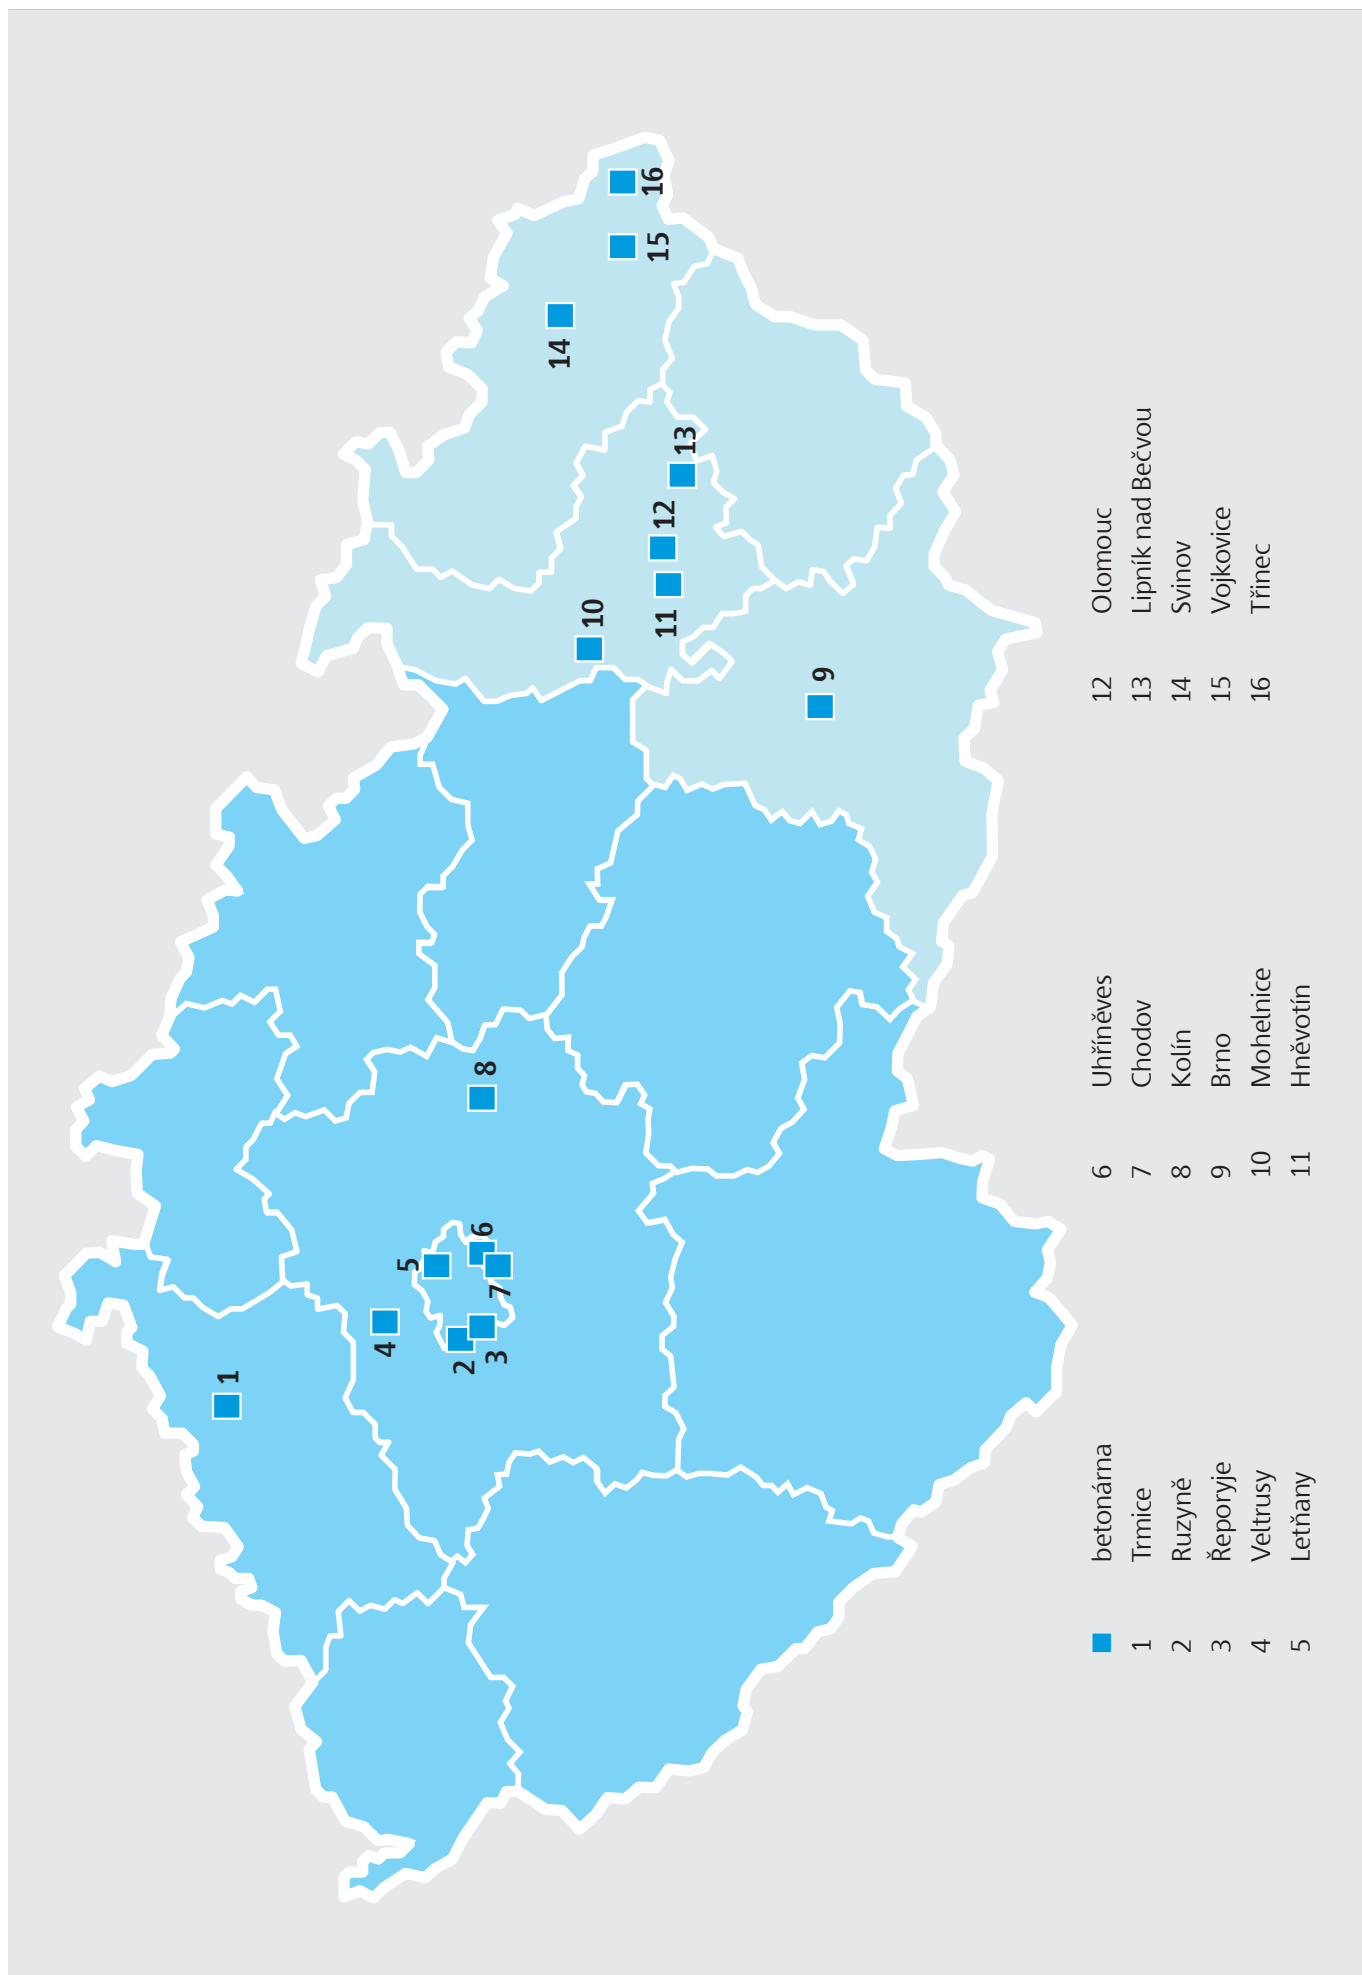 1
2
3
4
5
6
7
8
9
10
11
12
13
14
15
16
betonárna
1 Trmice
2 Ruzyně
3 Řeporyje
4 Veltrusy
5 Letňany
6 Uhříněves
7 Chodov
8 Kolín
9 Brno
10 Mohelnice
11 Hněvotín
12 Olomouc
13 Lipník nad Bečvou
14 Svinov
15 Vojkovice
16 Třinec